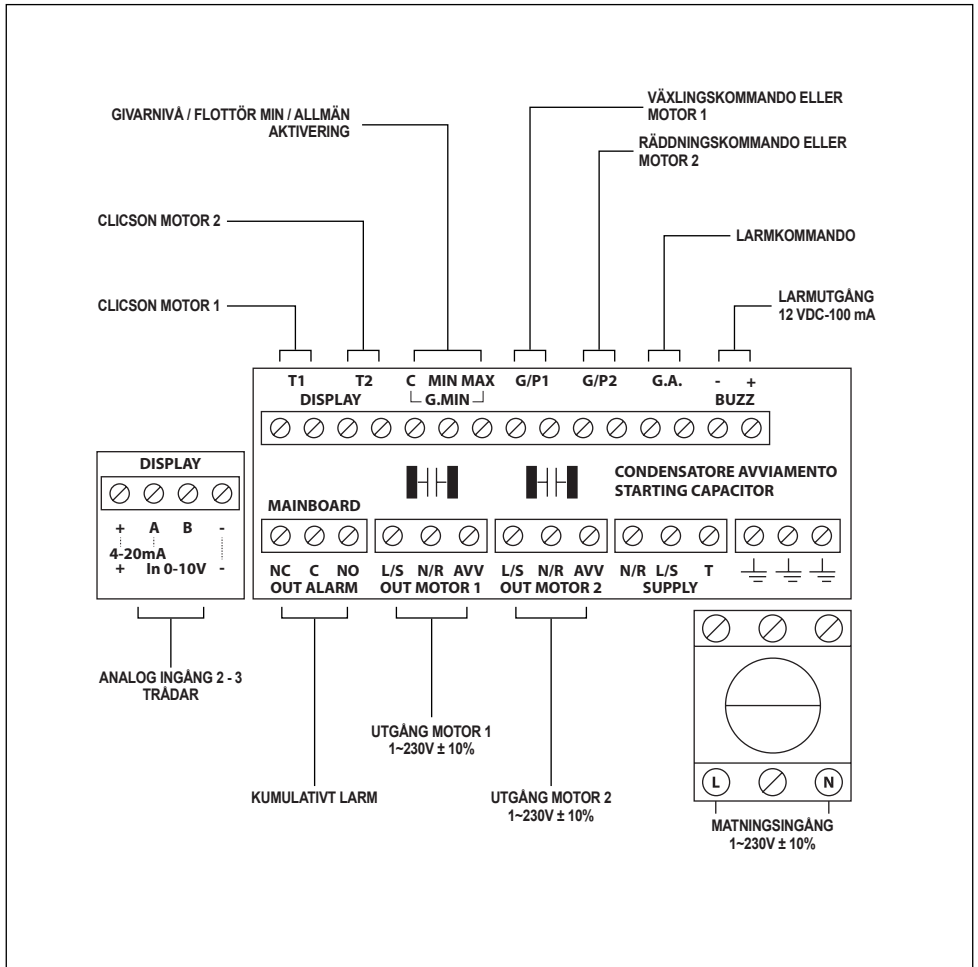 GIVARNIVÅ / FLOTTÖR MIN / ALLMÄN
AKTIVERING
VÄXLINGSKOMMANDO ELLER
MOTOR 1
RÄDDNINGSKOMMANDO ELLER
MOTOR 2
CLICSON MOTOR 2
LARMKOMMANDO
CLICSON MOTOR 1
LARMUTGÅNG
12 VDC-100 mA
T1 T2 C MIN MAX G/P1 G/P2 G.A. - +
DISPLAY G.MIN BUZZ
DISPLAY
+ A B -
4-20mA
+ In 0-10V -
CONDENSATORE AVVIAMENTO
STARTING CAPACITOR
MAINBOARD
NC C NO L/S N/R AVV L/S N/R AVV N/R L/S T
OUT ALARM OUT MOTOR 1 OUT MOTOR 2 SUPPLY
ANALOG INGÅNG 2 - 3
TRÅDAR
UTGÅNG MOTOR 1
1~230V ± 10%
KUMULATIVT LARM
UTGÅNG MOTOR 2
1~230V ± 10%
L N
MATNINGSINGÅNG
1~230V ± 10%